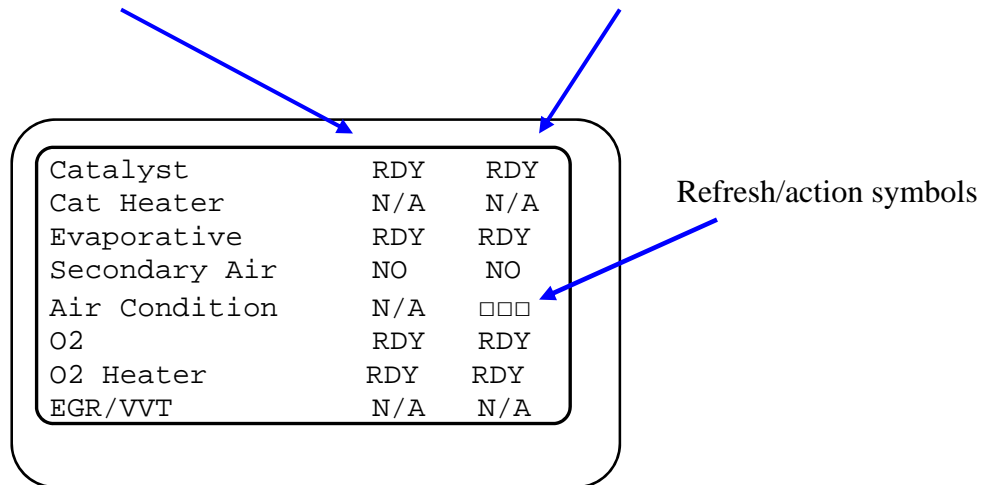 Catalyst RDY RDY
Cat Heater N/A N/A
Evaporative RDY RDY
Secondary Air NO NO
Air Condition N/A □□□
O2 RDY RDY
O2 Heater RDY RDY
EGR/VVT N/A N/A
Refresh/action symbols